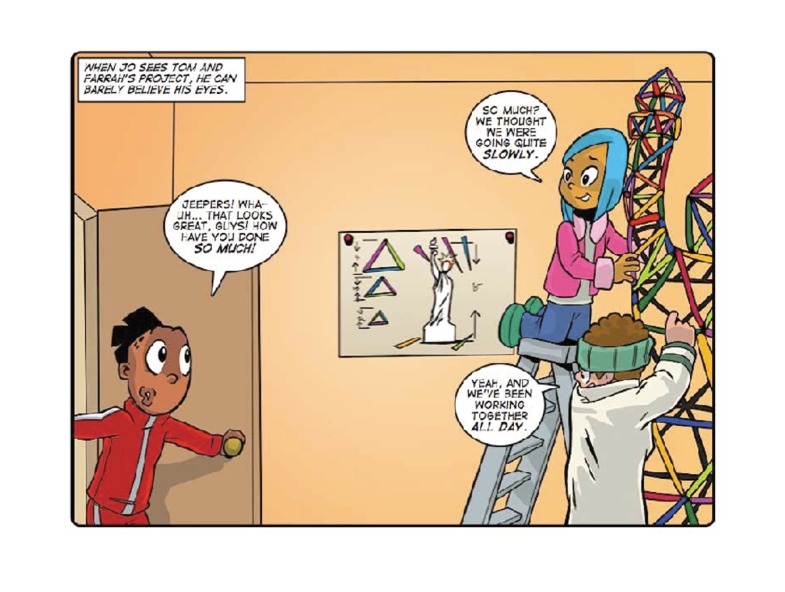 WHEN JO SEES TOM AND
FARRAH'S PROJECT, HE CAN
BARELY BELIEVE HIS EYES.
SO MUCH?
WE THOUGHT
WE WERE
GOING QUITE
SLOWLY.
JEEPERS! WHA-
UH... THAT LOOKS
GREAT, GUYS! HOW
HAVE YOU DONE
SO MUCH!
YEAH, AND
WE'VE BEEN
WORKING
TOGETHER
ALL DAY.